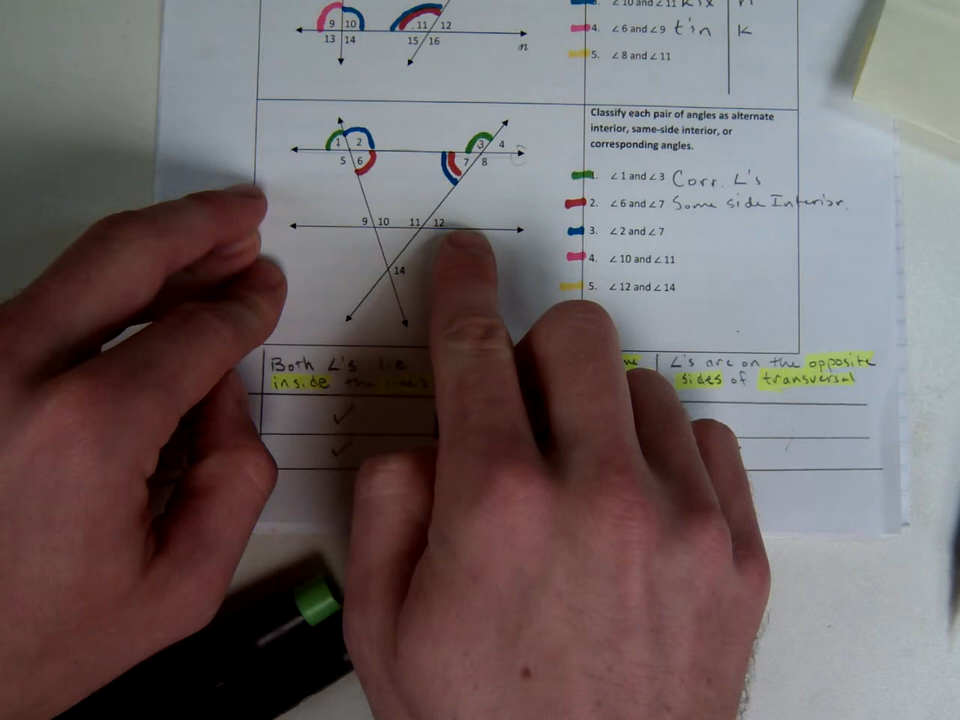 9 10
11 12
13 14
15 16
n
∠10 and ∠11
4. ∠6 and ∠9 t's n k
5. ∠8 and ∠11
Classify each pair of angles as alternate
interior, same-side interior, or
corresponding angles.
1 2
3 4
5 6
7 8
9 10 11 12
14
1. ∠1 and ∠3 Corr. ∠'s
2. ∠6 and ∠7 Same side Interior.
3. ∠2 and ∠7
4. ∠10 and ∠11
5. ∠12 and ∠14
Both ∠'s lie
inside the lines
∠'s are on the opposite
sides of transversal